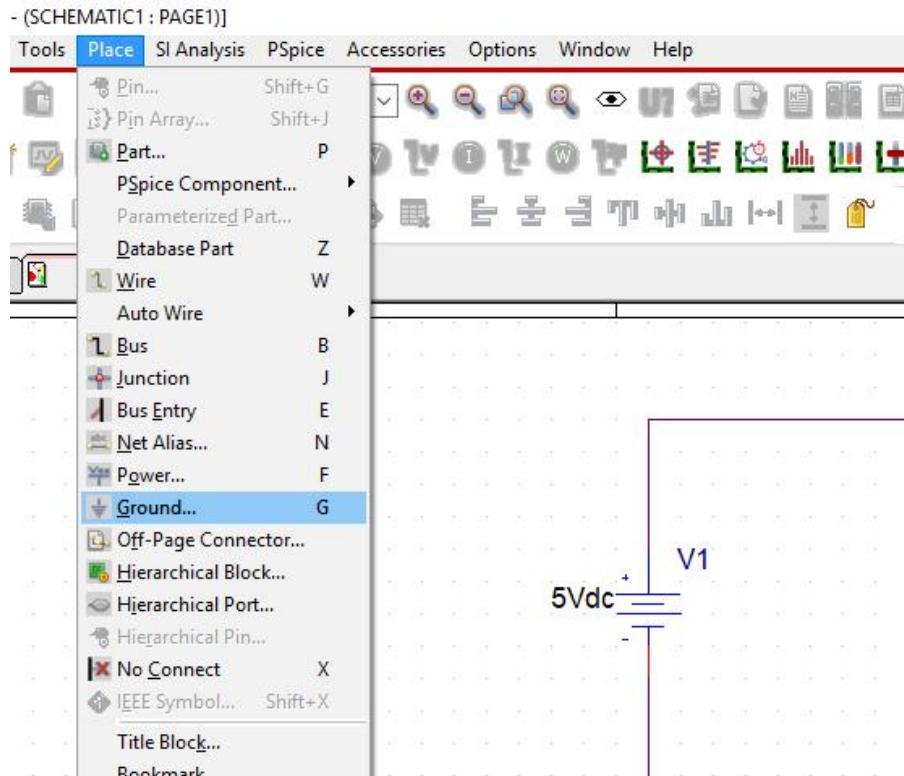 - (SCHEMATIC1 : PAGE1)]
Tools Place SI Analysis PSpice Accessories Options Window Help
Pin... Shift+G
Pin Array... Shift+J
Part... P
PSpice Component...
Parameterized Part...
Database Part Z
Wire W
Auto Wire
Bus B
Junction J
Bus Entry E
Net Alias... N
Power... F
Ground... G
Off-Page Connector...
Hierarchical Block...
Hierarchical Port...
Hierarchical Pin...
No Connect X
IEEE Symbol... Shift+X
Title Block...
Bookmark
V1
5Vdc
+
-